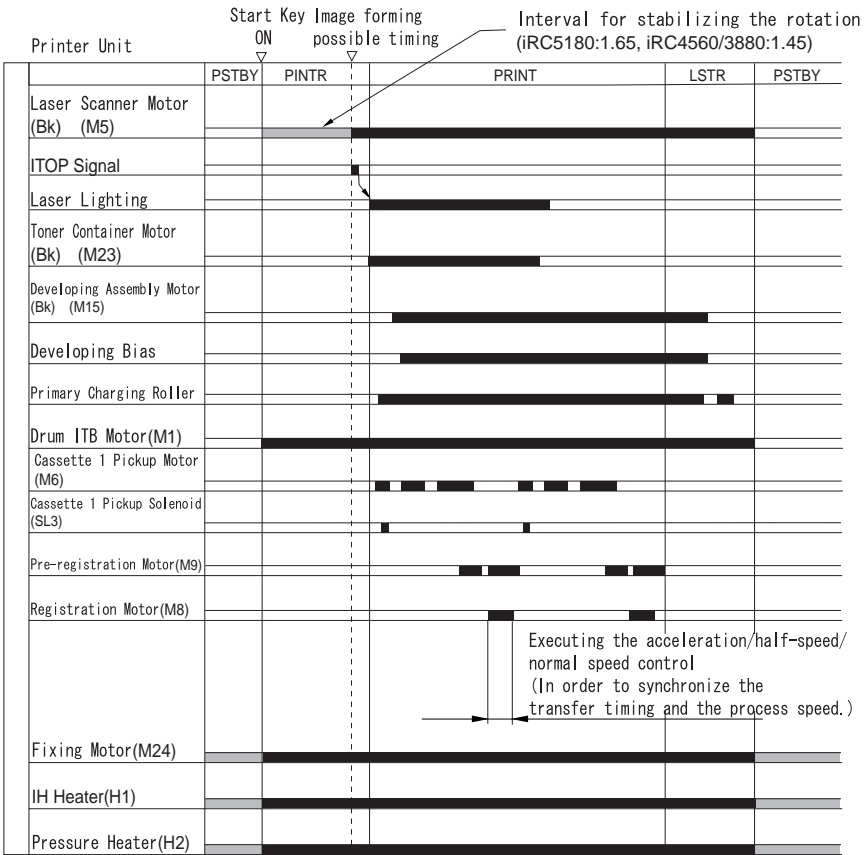 Start Key Image forming
ON possible timing
Interval for stabilizing the rotation
(iRC5180:1.65, iRC4560/3880:1.45)
Printer Unit
PSTBY PINTR PRINT LSTR PSTBY
Laser Scanner Motor
(Bk) (M5)
ITOP Signal
Laser Lighting
Toner Container Motor
(Bk) (M23)
Developing Assembly Motor
(Bk) (M15)
Developing Bias
Primary Charging Roller
Drum ITB Motor(M1)
Cassette 1 Pickup Motor
(M6)
Cassette 1 Pickup Solenoid
(SL3)
Pre-registration Motor(M9)
Registration Motor(M8)
Executing the acceleration/half-speed/
normal speed control
(In order to synchronize the
transfer timing and the process speed.)
Fixing Motor(M24)
IH Heater(H1)
Pressure Heater(H2)